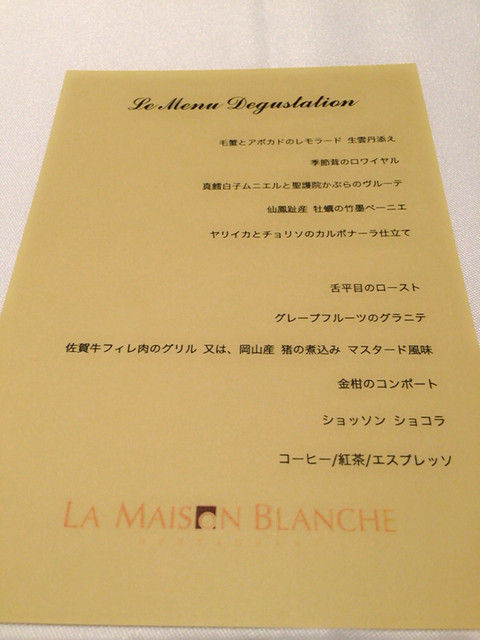 Le Menu Degustation
毛蟹とアボカドのレモラード 生雲丹添え
季節茸のロワイヤル
真鱈白子ムニエルと聖護院かぶらのヴルーテ
仙鳳趾産 牡蠣の竹墨ベーニエ
ヤリイカとチョリソのカルボナーラ仕立て
舌平目のロースト
グレープフルーツのグラニテ
佐賀牛フィレ肉のグリル 又は、岡山産 猪の煮込み マスタード風味
金柑のコンポート
ショッソン ショコラ
コーヒー/紅茶/エスプレッソ
LA MAISON BLANCHE